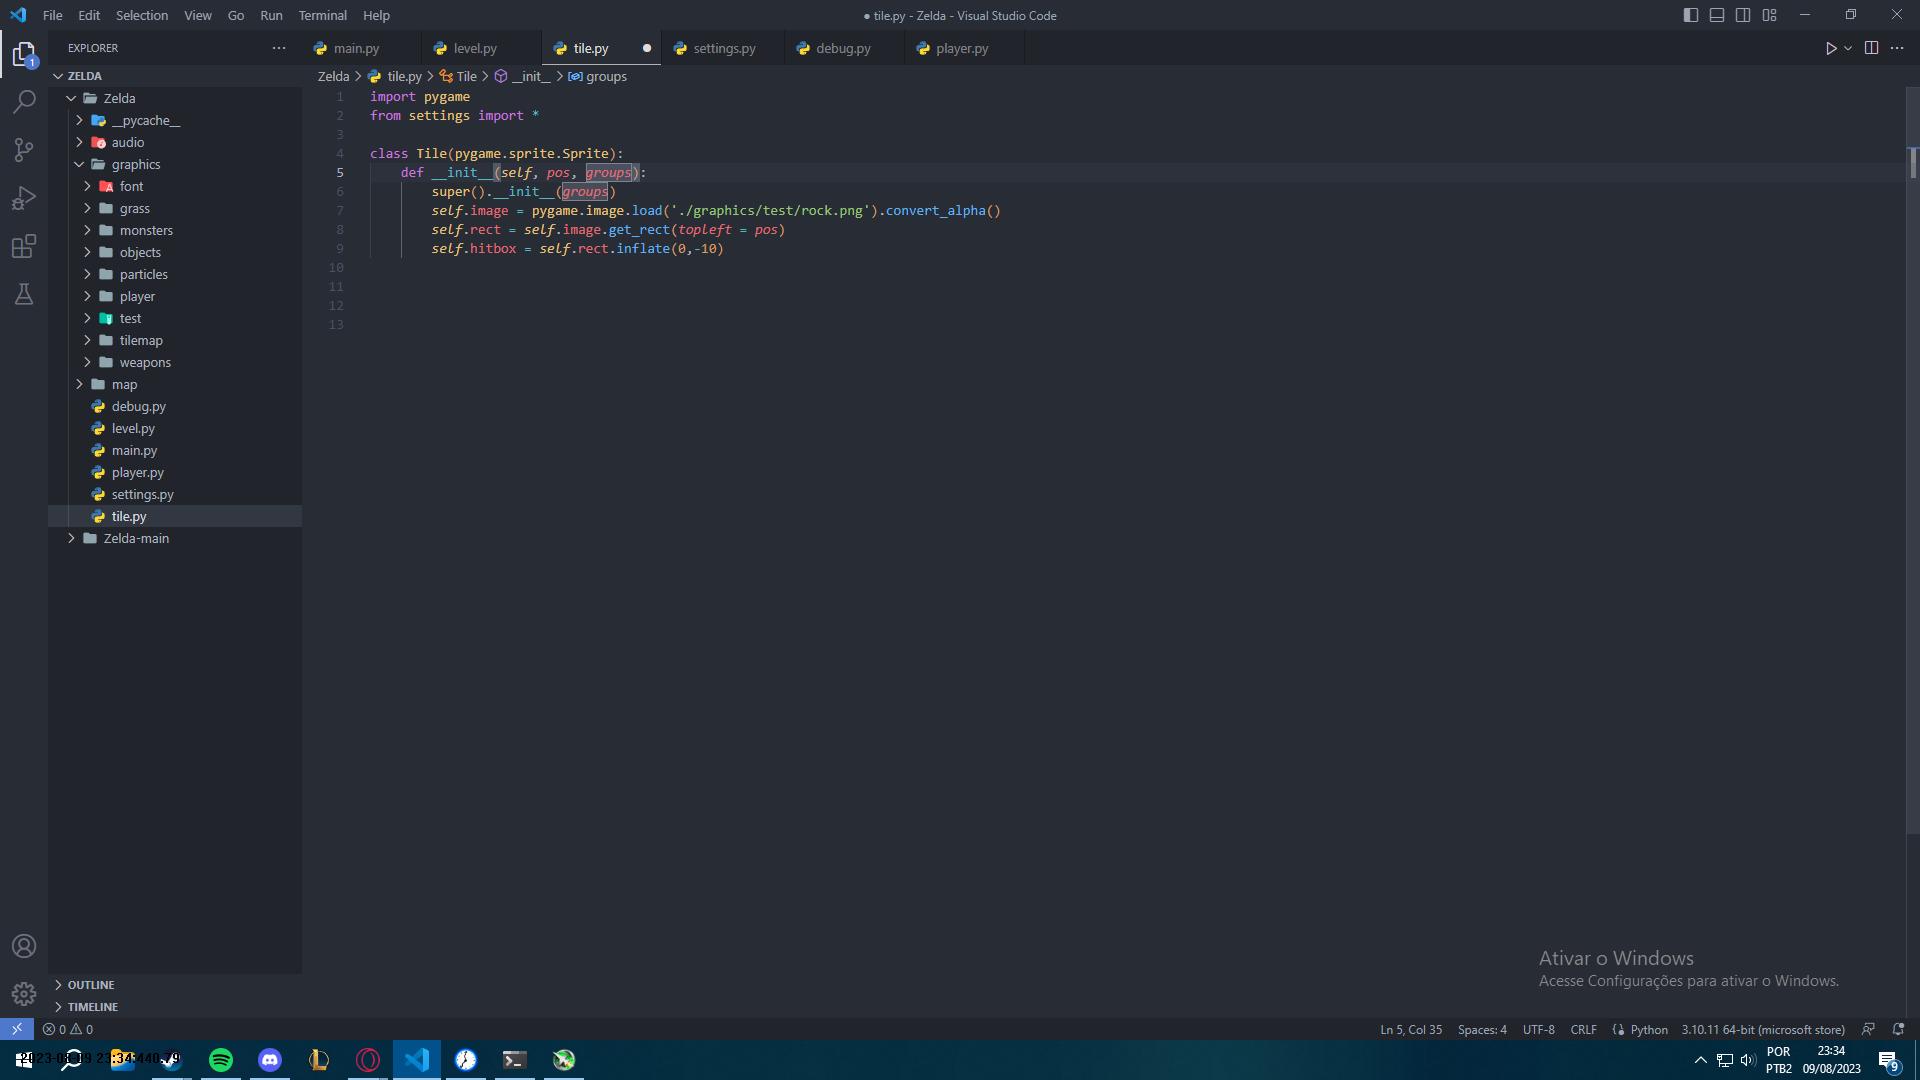 File Edit Selection View Go Run Terminal Help
● tile.py - Zelda - Visual Studio Code
EXPLORER
main.py
level.py
tile.py
settings.py
debug.py
player.py
1
ZELDA
Zelda
__pycache__
audio
graphics
font
grass
monsters
objects
particles
player
test
tilemap
weapons
map
debug.py
level.py
main.py
player.py
settings.py
tile.py
Zelda-main
OUTLINE
TIMELINE
Zelda > tile.py > Tile > __init__ > groups
1 import pygame
2 from settings import *
3
4 class Tile(pygame.sprite.Sprite):
5 def __init__(self, pos, groups):
6 super().__init__(groups)
7 self.image = pygame.image.load('./graphics/test/rock.png').convert_alpha()
8 self.rect = self.image.get_rect(topleft = pos)
9 self.hitbox = self.rect.inflate(0,-10)
10
11
12
13
Ativar o Windows
Acesse Configurações para ativar o Windows.
0 0
Ln 5, Col 35 Spaces: 4 UTF-8 CRLF Python 3.10.11 64-bit (microsoft store)
2023-08-09 23:34:440.79
POR
PTB2
23:34
09/08/2023
9